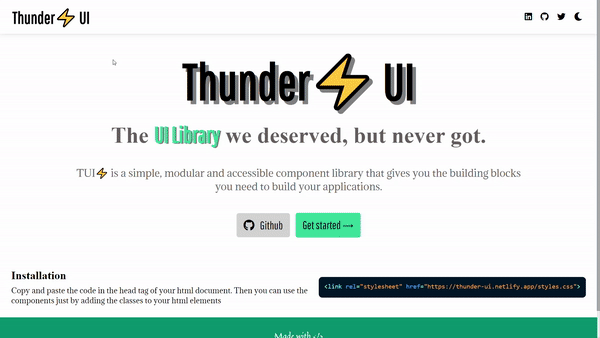 Thunder⚡ UI
Thunder⚡ UI
The UI Library we deserved, but never got.
TUI⚡ is a simple, modular and accessible component library that gives you the building blocks
you need to build your applications.
Github
Get started ⟶
Installation
Copy and paste the code in the head tag of your html document. Then you can use the
components just by adding the classes to your html elements
<link rel="stylesheet" href="https://thunder-ui.netlify.app/styles.css">
Made with </>